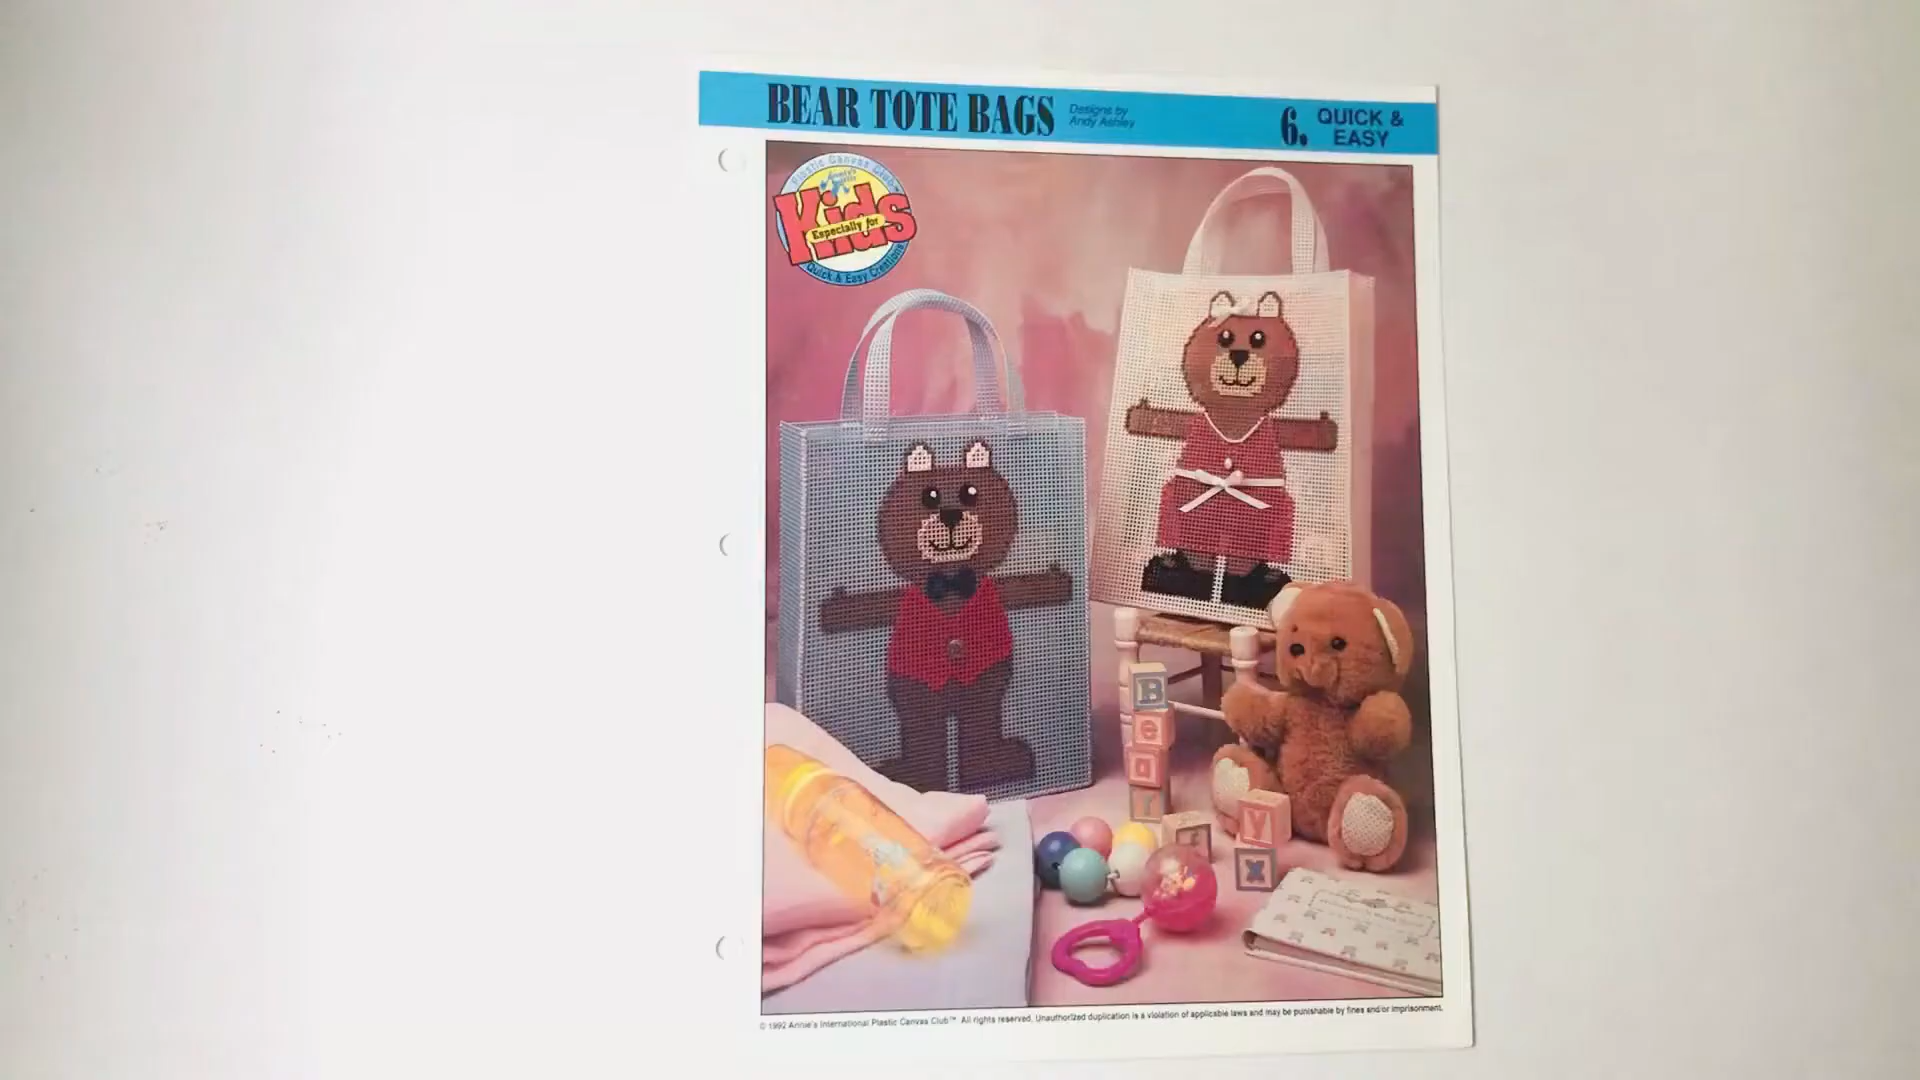 BEAR TOTE BAGS
Designs by
Andy Ashley
6.
QUICK &
EASY
Plastic Canvas Club™
Annie's
Kids
Especially for
Quick & Easy Creations
B
e
a
r
f
y
x
© 1992 Annie's International Plastic Canvas Club™ All rights reserved, Unauthorized duplication is a violation of applicable laws and may be punishable by fines and/or imprisonment.